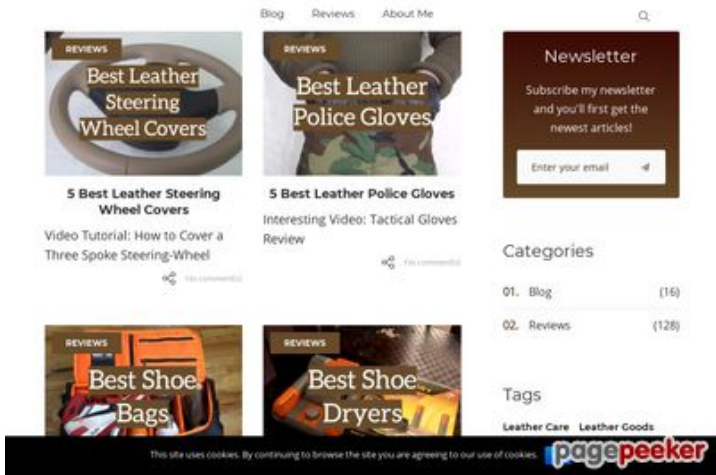 Blog Reviews About Me
REVIEWS
Best Leather
Steering
Wheel Covers
5 Best Leather Steering
Wheel Covers
Video Tutorial: How to Cover a
Three Spoke Steering-Wheel
No comment(s)
REVIEWS
Best Leather
Police Gloves
5 Best Leather Police Gloves
Interesting Video: Tactical Gloves
Review
No comment(s)
REVIEWS
Best Shoe
Bags
REVIEWS
Best Shoe
Dryers
Newsletter
Subscribe my newsletter
and you'll first get the
newest articles!
Enter your email
Categories
01. Blog (16)
02. Reviews (128)
Tags
Leather Care Leather Goods
This site uses cookies. By continuing to browse the site you are agreeing to our use of cookies.
pagepeeker